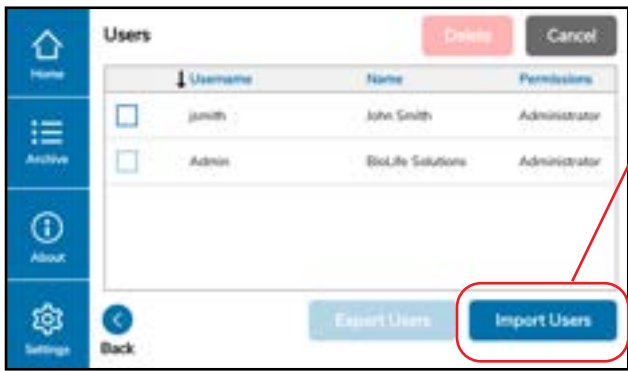 Home
Archive
About
Settings
Users
Delete
Cancel
Username Name Permissions
jsmith John Smith Administrator
Admin BioLife Solutions Administrator
Back
Export Users
Import Users